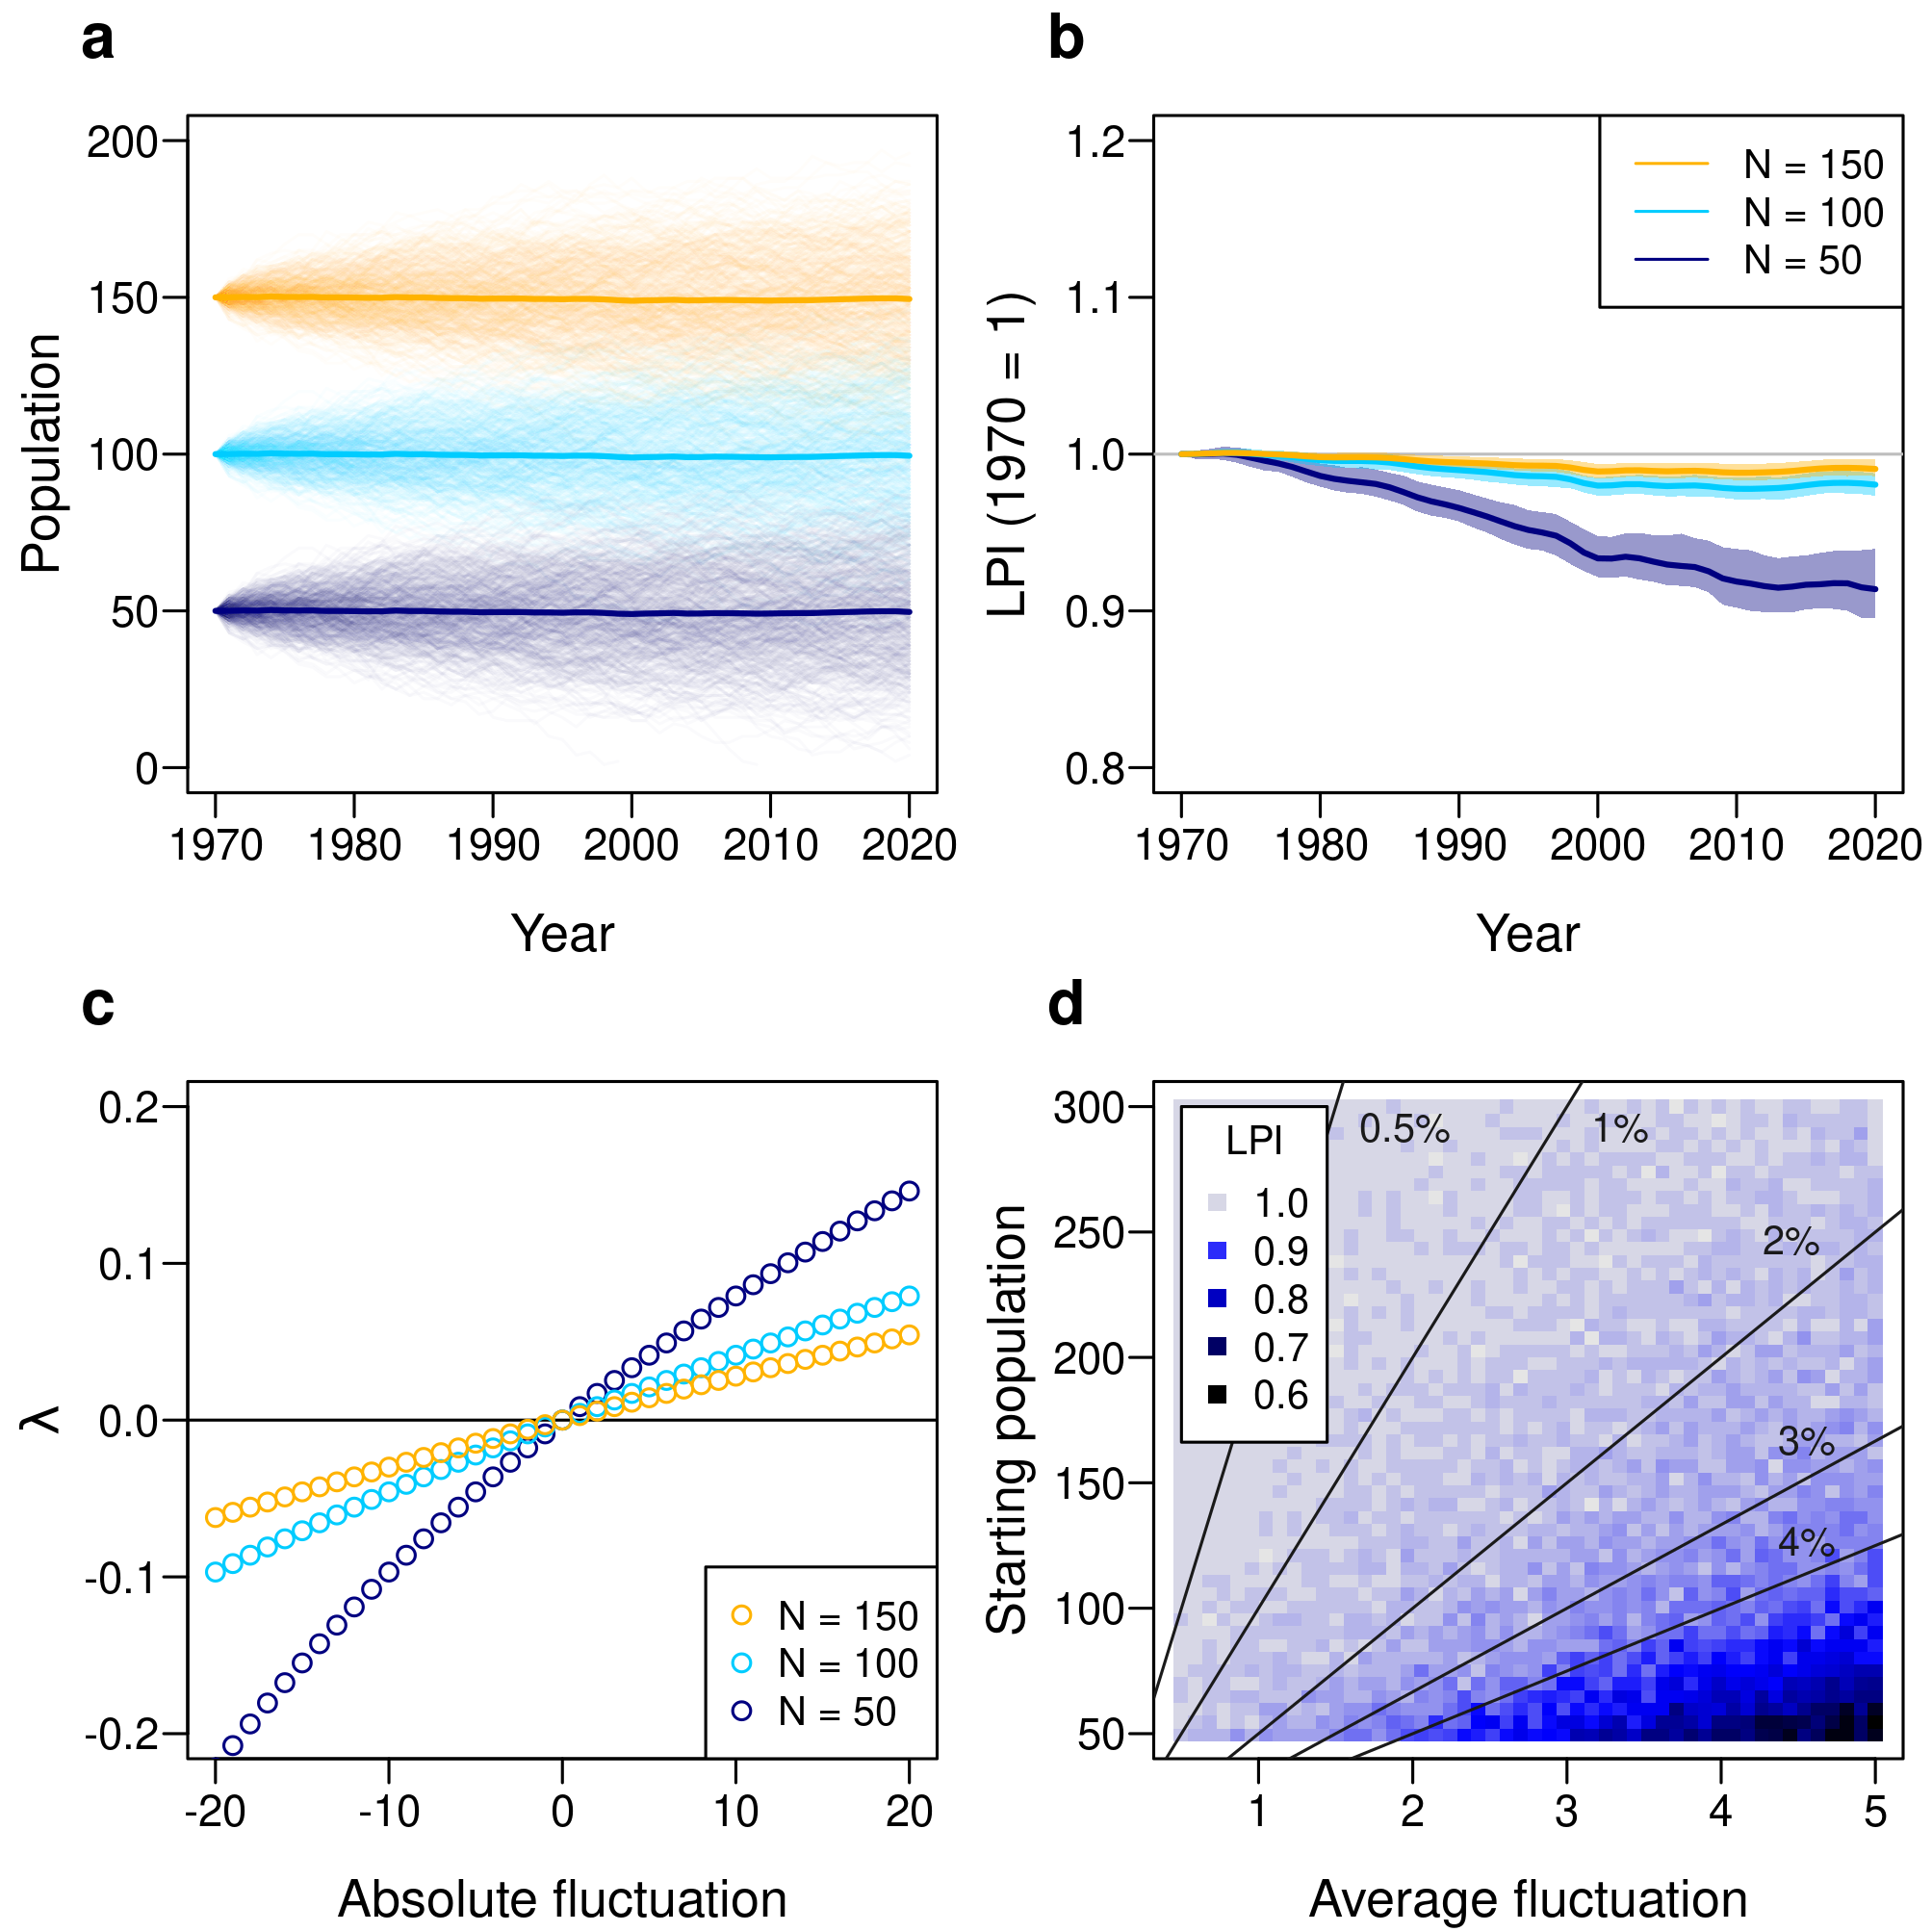 a
200
150
100
50
0
Population
1970 1980 1990 2000 2010 2020
Year
b
1.2
1.1
1.0
0.9
0.8
LPI (1970 = 1)
N = 150
N = 100
N = 50
1970 1980 1990 2000 2010 2020
Year
c
0.2
0.1
0.0
-0.1
-0.2
λ
N = 150
N = 100
N = 50
-20 -10 0 10 20
Absolute fluctuation
d
300
250
200
150
100
50
Starting population
LPI
1.0
0.9
0.8
0.7
0.6
0.5% 1%
2%
3%
4%
1 2 3 4 5
Average fluctuation